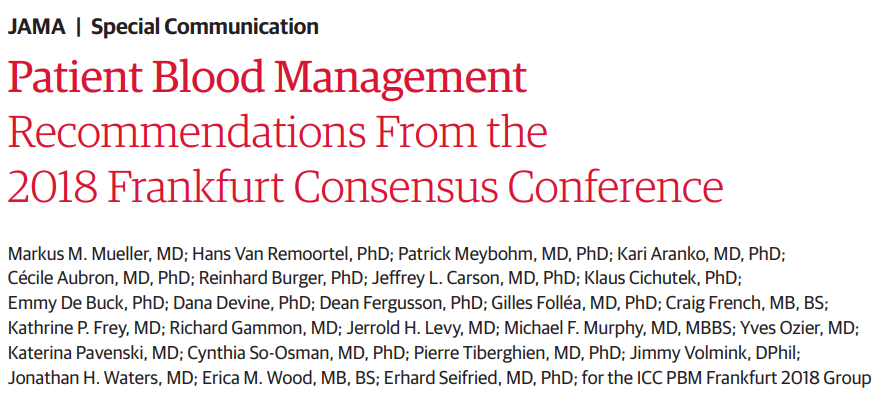 JAMA | Special Communication
Patient Blood Management
Recommendations From the
2018 Frankfurt Consensus Conference
Markus M. Mueller, MD; Hans Van Remoortel, PhD; Patrick Meybohm, MD, PhD; Kari Aranko, MD, PhD;
Cécile Aubron, MD, PhD; Reinhard Burger, PhD; Jeffrey L. Carson, MD, PhD; Klaus Cichutek, PhD;
Emmy De Buck, PhD; Dana Devine, PhD; Dean Fergusson, PhD; Gilles Folléa, MD, PhD; Craig French, MB, BS;
Kathrine P. Frey, MD; Richard Gammon, MD; Jerrold H. Levy, MD; Michael F. Murphy, MD, MBBS; Yves Ozier, MD;
Katerina Pavenski, MD; Cynthia So-Osman, MD, PhD; Pierre Tiberghien, MD, PhD; Jimmy Volmink, DPhil;
Jonathan H. Waters, MD; Erica M. Wood, MB, BS; Erhard Seifried, MD, PhD; for the ICC PBM Frankfurt 2018 Group